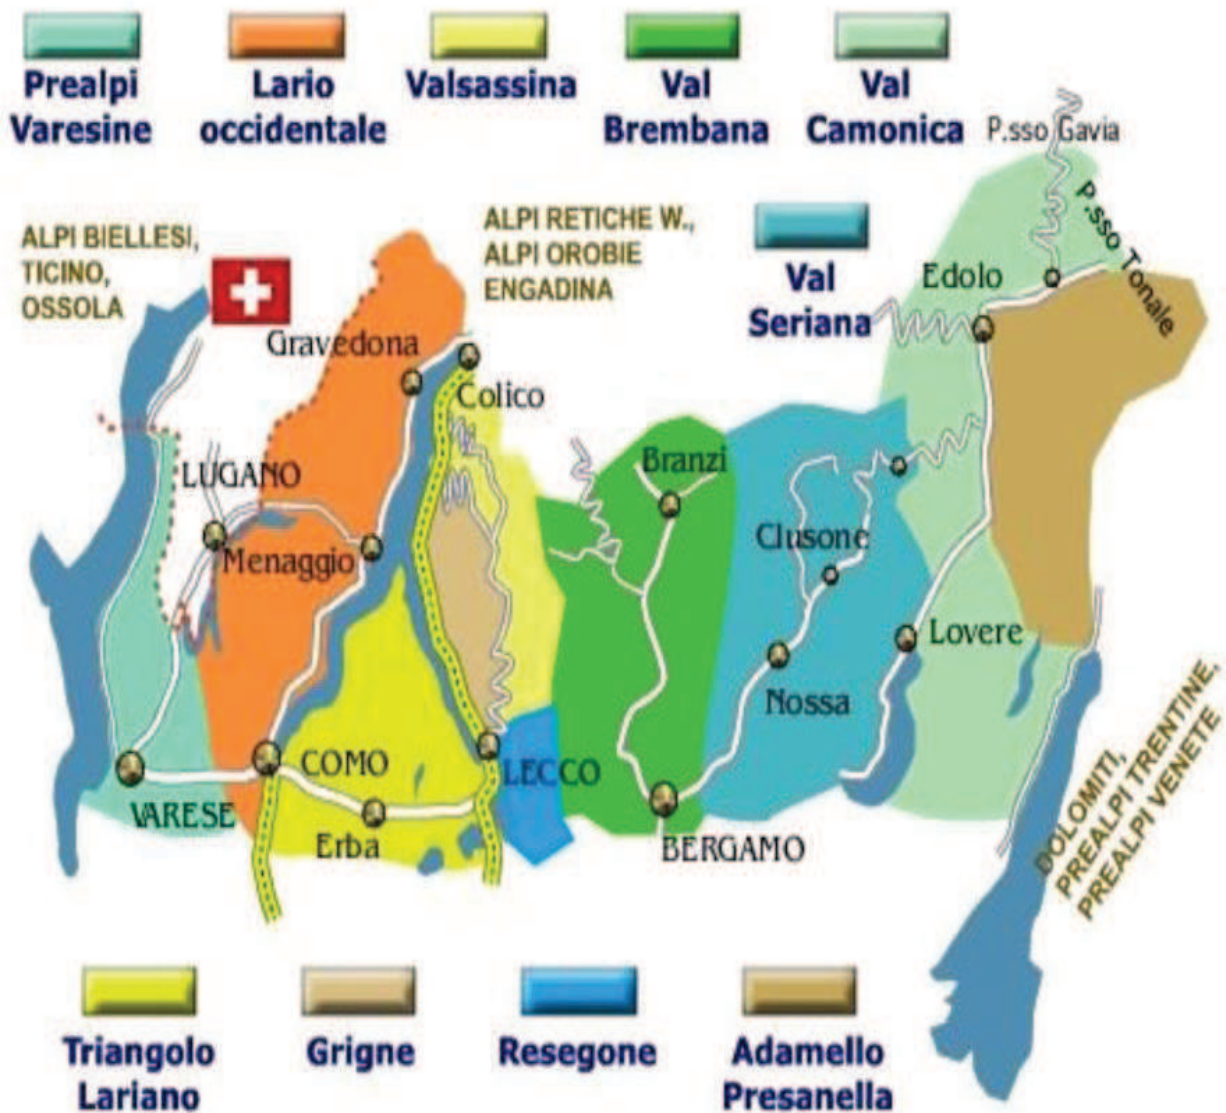 Prealpi
Varesine
Lario
occidentale
Valsassina
Val
Brembana
Val
Camonica
P.sso Gavia
ALPI BIELLESI,
TICINO,
OSSOLA
ALPI RETICHE W.,
ALPI OROBIE
ENGADINA
Val
Seriana
P.sso Tonale
Edolo
Gravedona
Colico
LUGANO
Branzi
Menaggio
Clusone
Lovere
Nossa
COMO
LECCO
VARESE
Erba
BERGAMO
DOLOMITI,
PREALPI TRENTINE,
PREALPI VENETE
Triangolo
Lariano
Grigne
Resegone
Adamello
Presanella